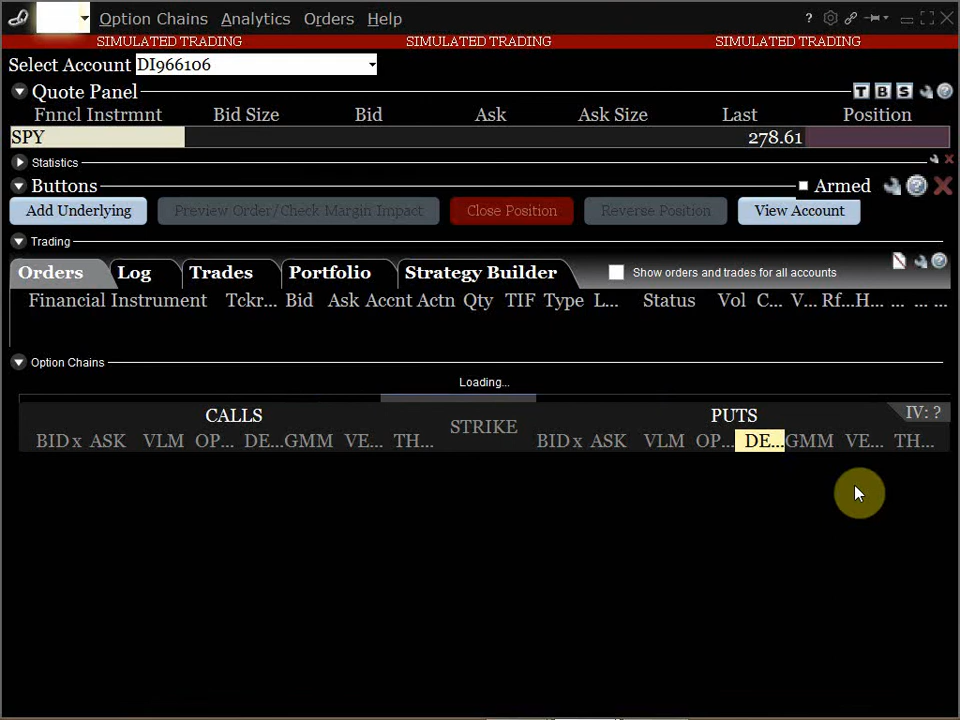 Option Chains Analytics Orders Help ?
SIMULATED TRADING SIMULATED TRADING SIMULATED TRADING
Select Account DI966106
Quote Panel T B S ?
Fnncl Instrmnt Bid Size Bid Ask Ask Size Last Position
SPY 278.61
Statistics
Buttons Armed ?
Add Underlying Preview Order/Check Margin Impact Close Position Reverse Position View Account
Trading
Orders Log Trades Portfolio Strategy Builder Show orders and trades for all accounts ?
Financial Instrument Tckr... Bid Ask Accnt Actn Qty TIF Type L... Status Vol C... V... Rf... H... ... ... ...
Option Chains
Loading...
CALLS STRIKE PUTS IV: ?
BID x ASK VLM OP... DE... GMM VE... TH... BID x ASK VLM OP... DE... GMM VE... TH...